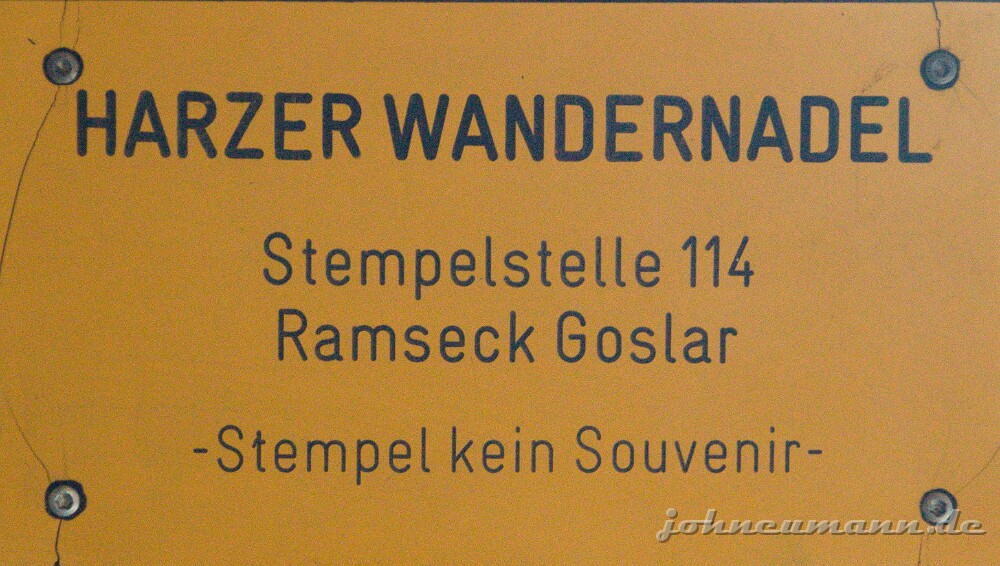 HARZER WANDERNADEL
Stempelstelle 114
Ramseck Goslar
-Stempel kein Souvenir-
johneumann.de